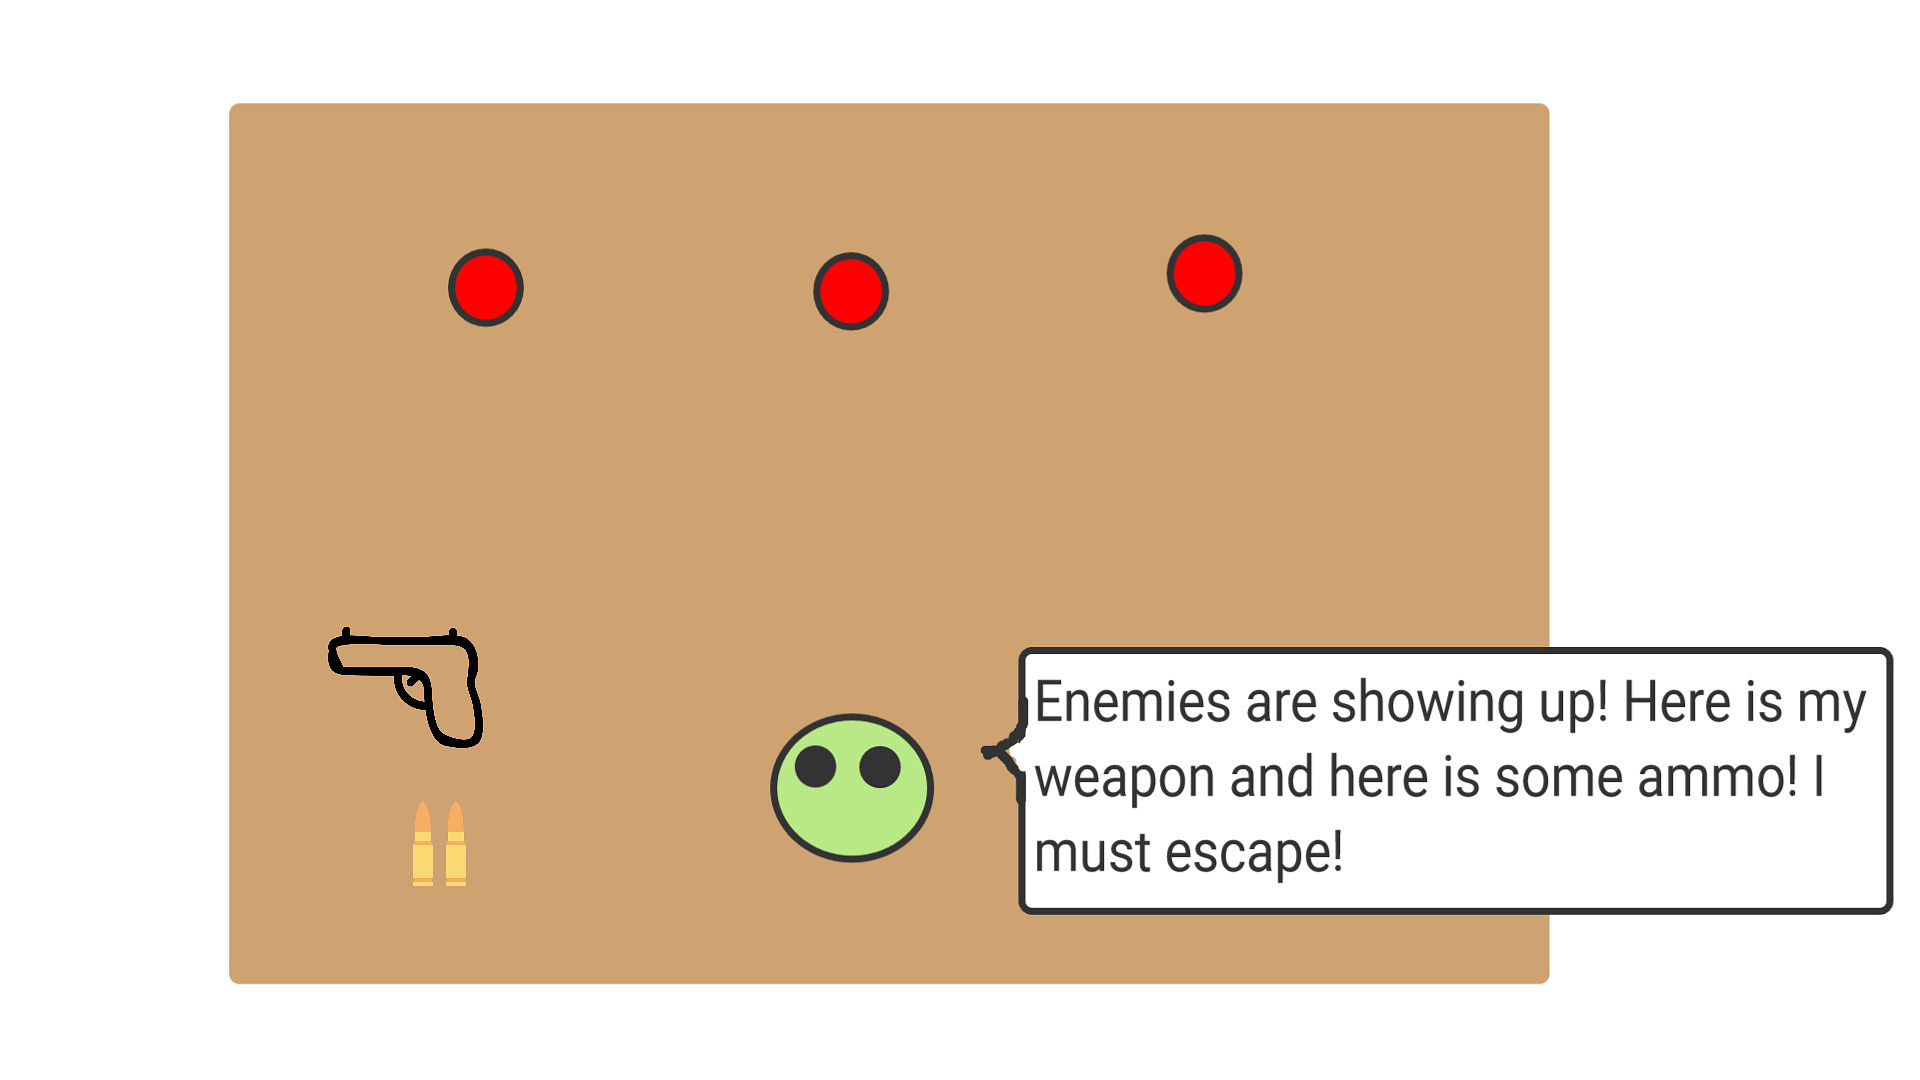 Enemies are showing up! Here is my
weapon and here is some ammo! I
must escape!